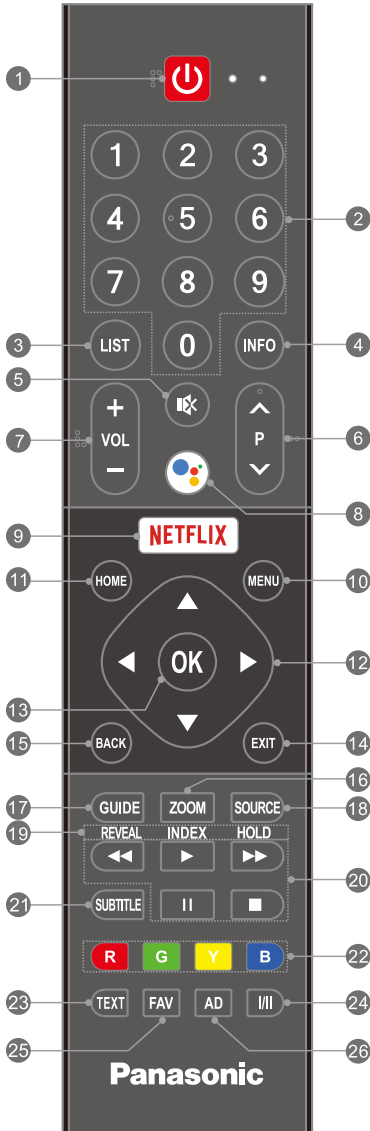 1
1 2 3
4 5 6
2
7 8 9
3 LIST 0 INFO 4
5
+
7 VOL P 6
−
8
9 NETFLIX
11 HOME MENU 10
OK 12
13
15 BACK EXIT 14
16
17 GUIDE ZOOM SOURCE 18
19 REVEAL INDEX HOLD
20
21 SUBTITLE
R G Y B 22
23 TEXT FAV AD I/II 24
25 26
Panasonic